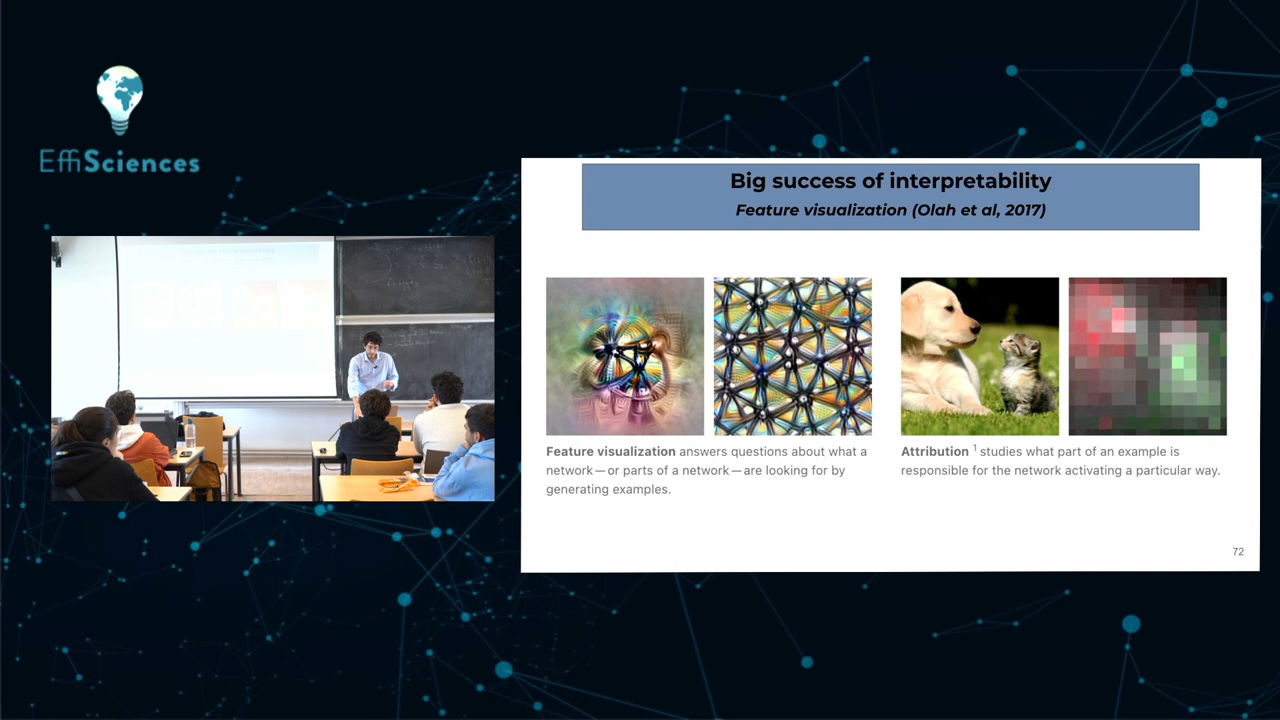 EffiSciences
Big success of interpretability
Feature visualization (Olah et al, 2017)
Feature visualization answers questions about what a
network — or parts of a network — are looking for by
generating examples.
Attribution 1 studies what part of an example is
responsible for the network activating a particular way.
72